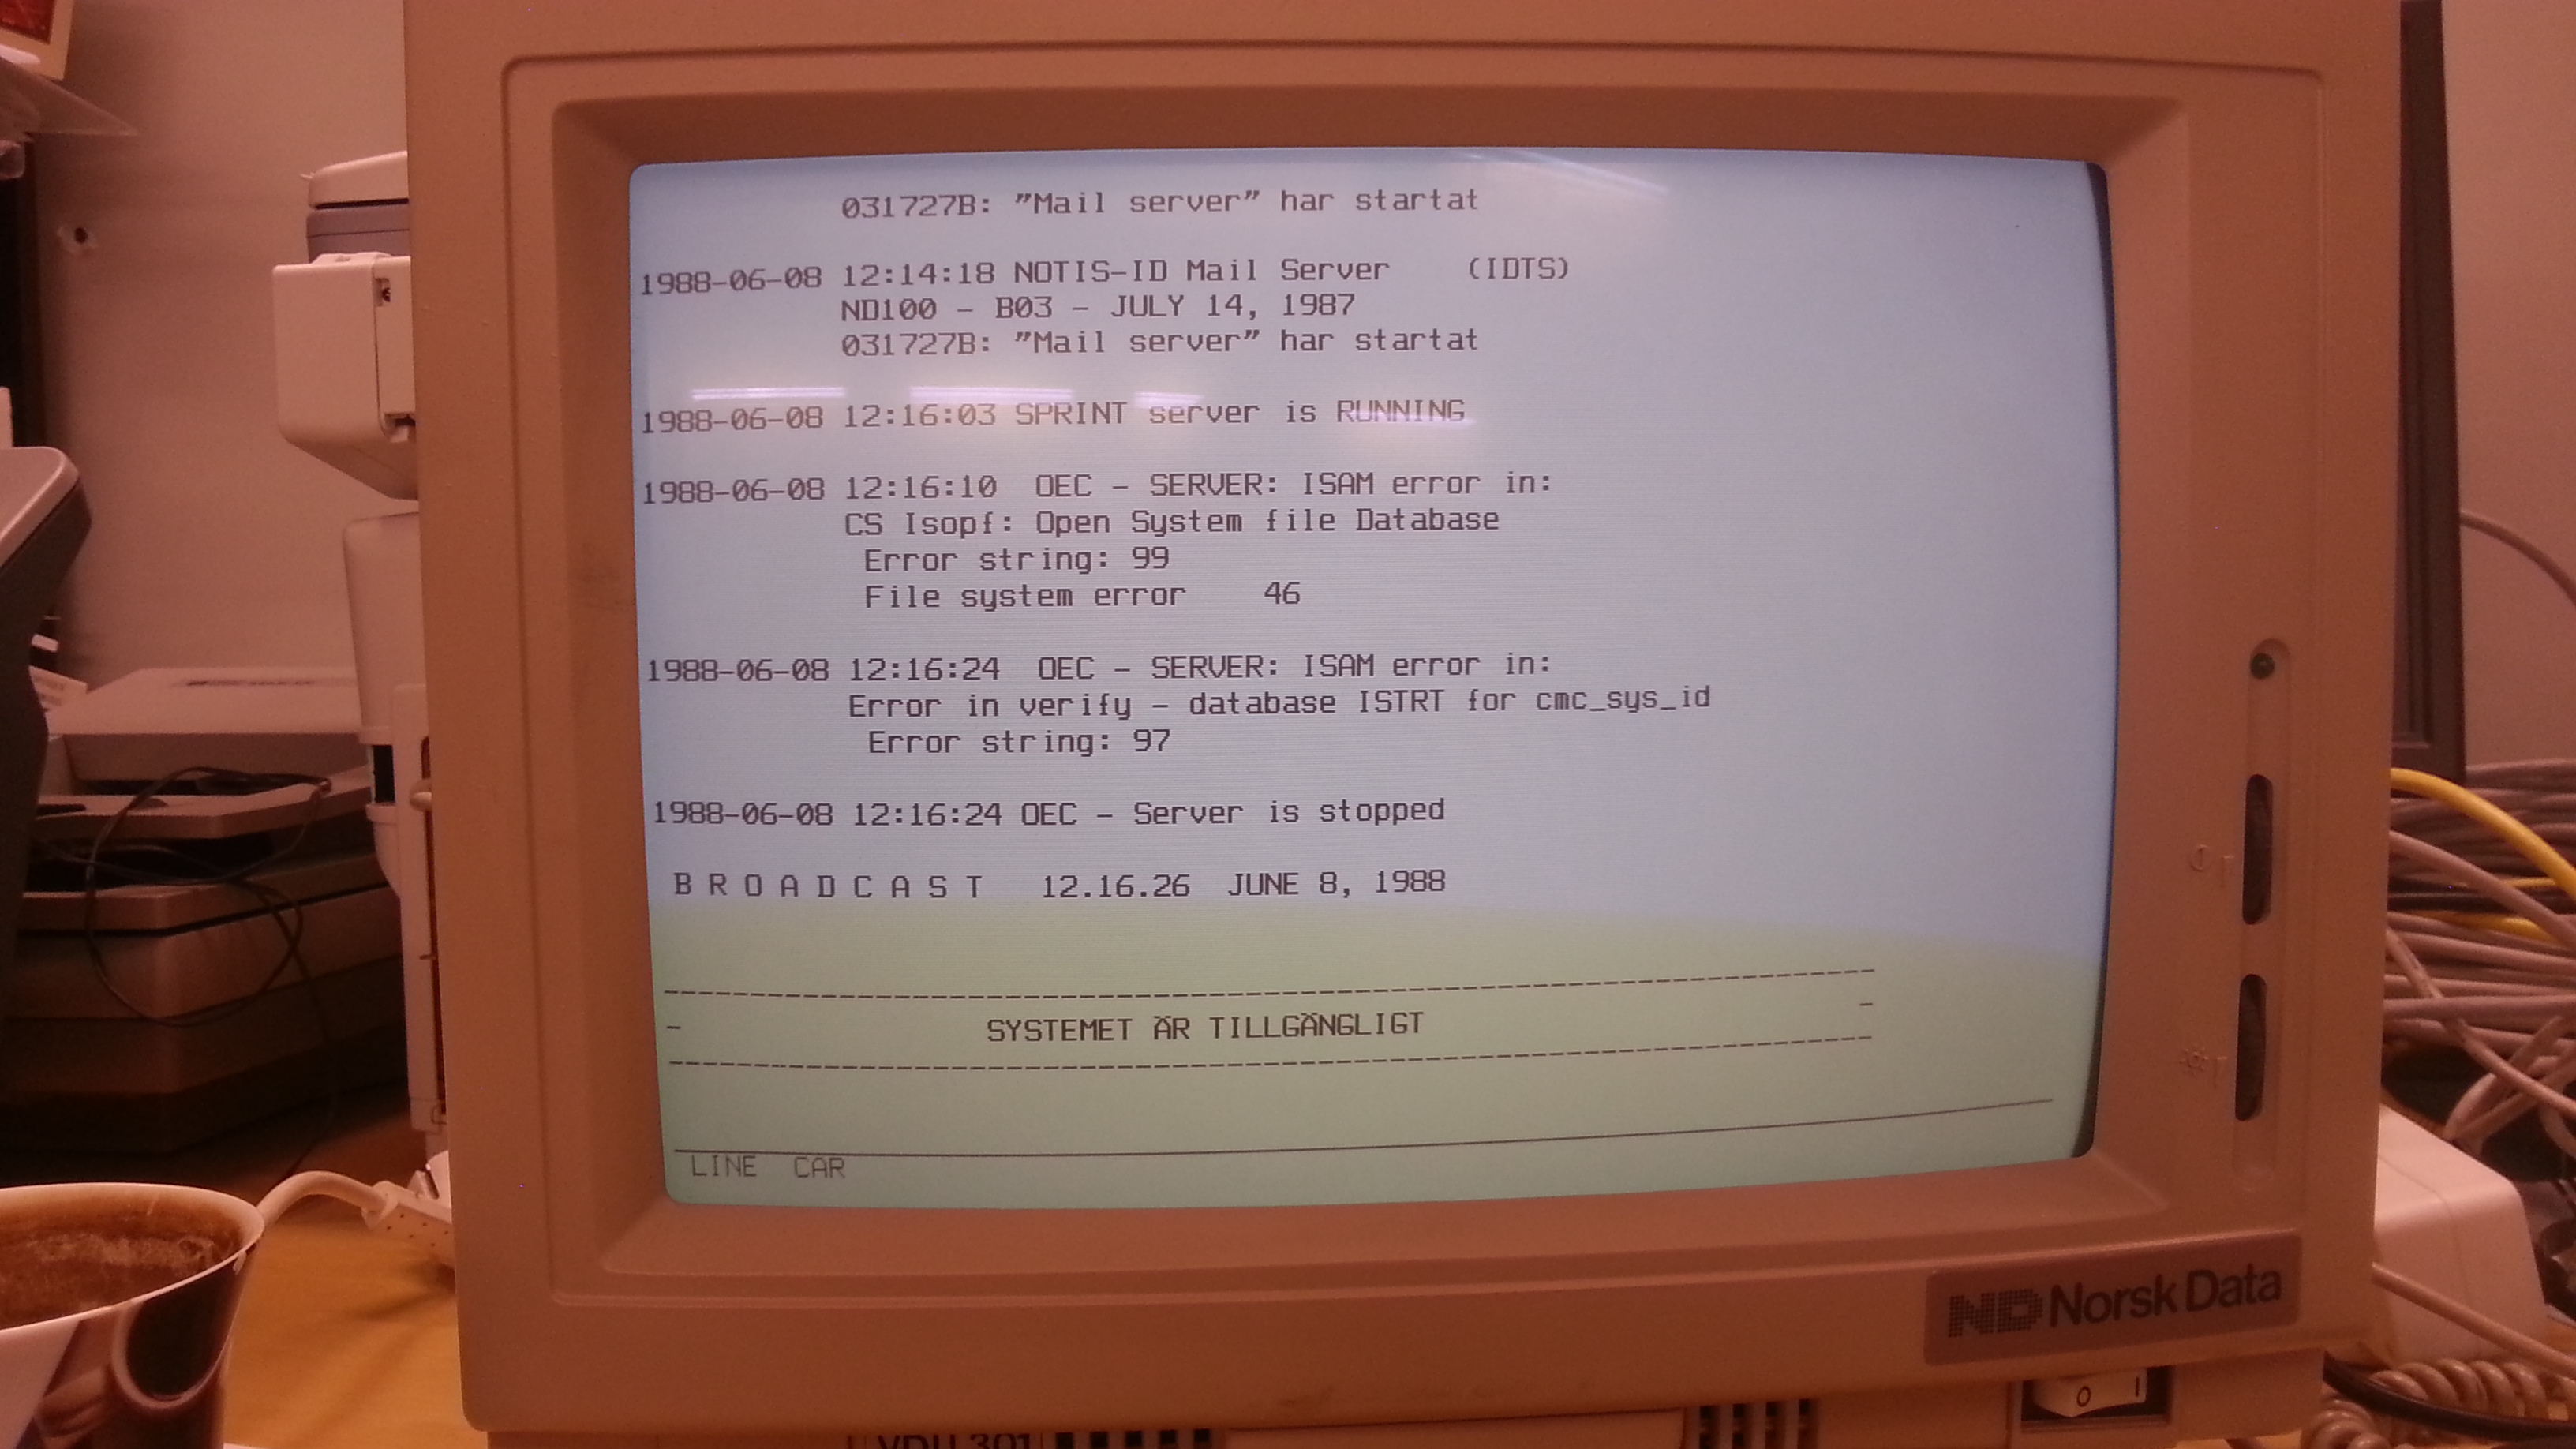 031727B: "Mail server" har startat
1988-06-08 12:14:18 NOTIS-ID Mail Server (IDTS)
ND100 - B03 - JULY 14, 1987
031727B: "Mail server" har startat
1988-06-08 12:16:03 SPRINT server is RUNNING
1988-06-08 12:16:10 OEC - SERVER: ISAM error in:
CS Isopf: Open System file Database
Error string: 99
File system error 46
1988-06-08 12:16:24 OEC - SERVER: ISAM error in:
Error in verify - database ISTRT for cmc_sys_id
Error string: 97
1988-06-08 12:16:24 OEC - Server is stopped
B R O A D C A S T 12.16.26 JUNE 8, 1988
----------------------------------------------------------------
- SYSTEMET ÄR TILLGÄNGLIGT -
----------------------------------------------------------------
LINE CAR
ND Norsk Data
VDU 301